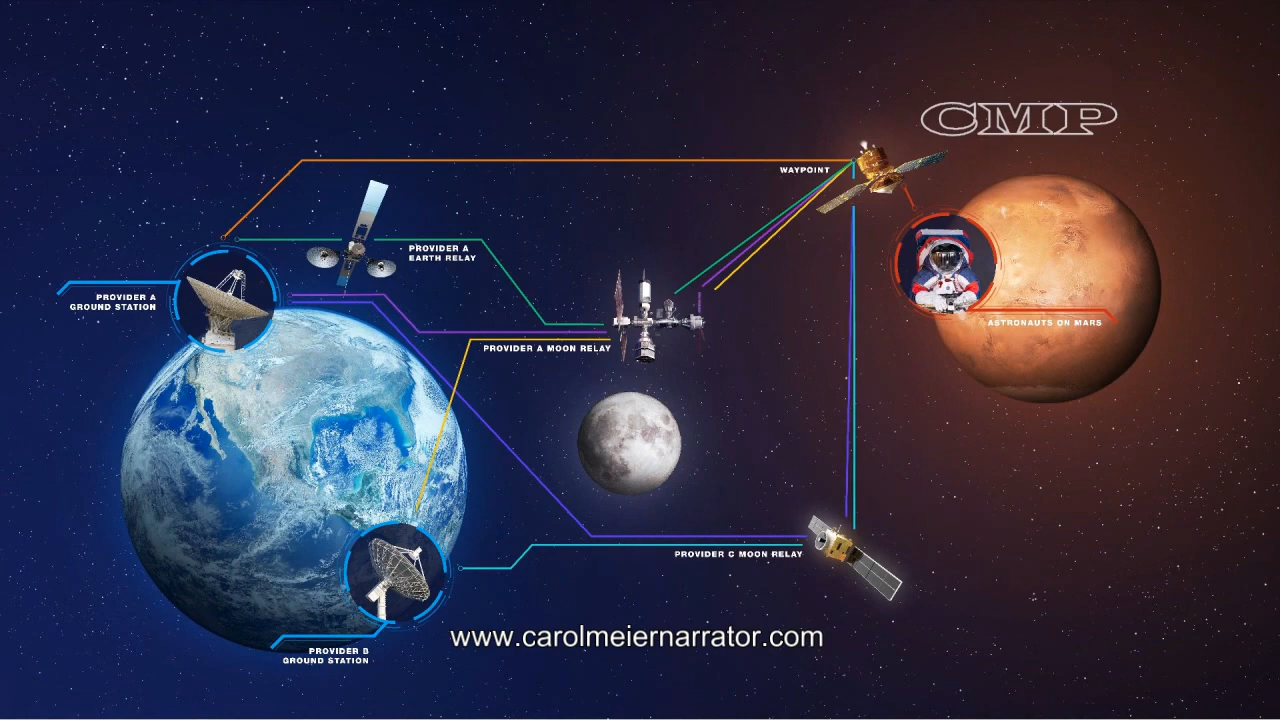 CMP
WAYPOINT
PROVIDER A
EARTH RELAY
PROVIDER A
GROUND STATION
ASTRONAUTS ON MARS
PROVIDER A MOON RELAY
PROVIDER C MOON RELAY
www.carolmeiernarrator.com
PROVIDER B
GROUND STATION